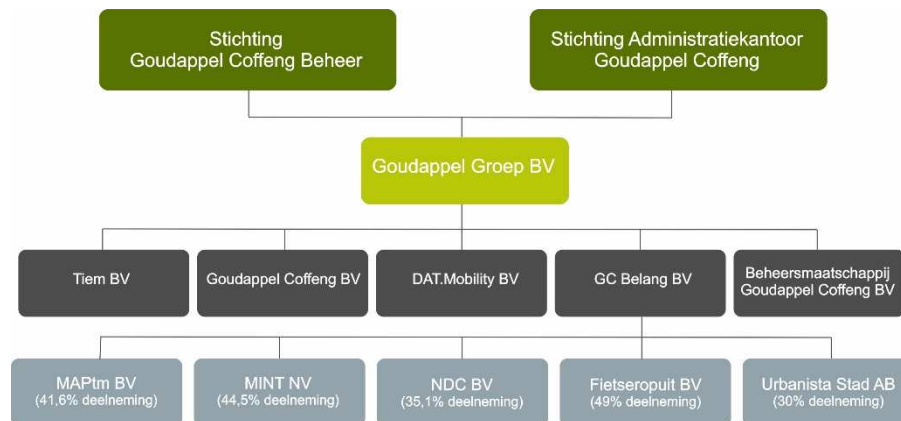 Stichting
Goudappel Coffeng Beheer
Stichting Administratiekantoor
Goudappel Coffeng
Goudappel Groep BV
Tiem BV
Goudappel Coffeng BV
DAT.Mobility BV
GC Belang BV
Beheersmaatschappij
Goudappel Coffeng BV
MAPtm BV
(41,6% deelneming)
MINT NV
(44,5% deelneming)
NDC BV
(35,1% deelneming)
Fietseropuit BV
(49% deelneming)
Urbanista Stad AB
(30% deelneming)